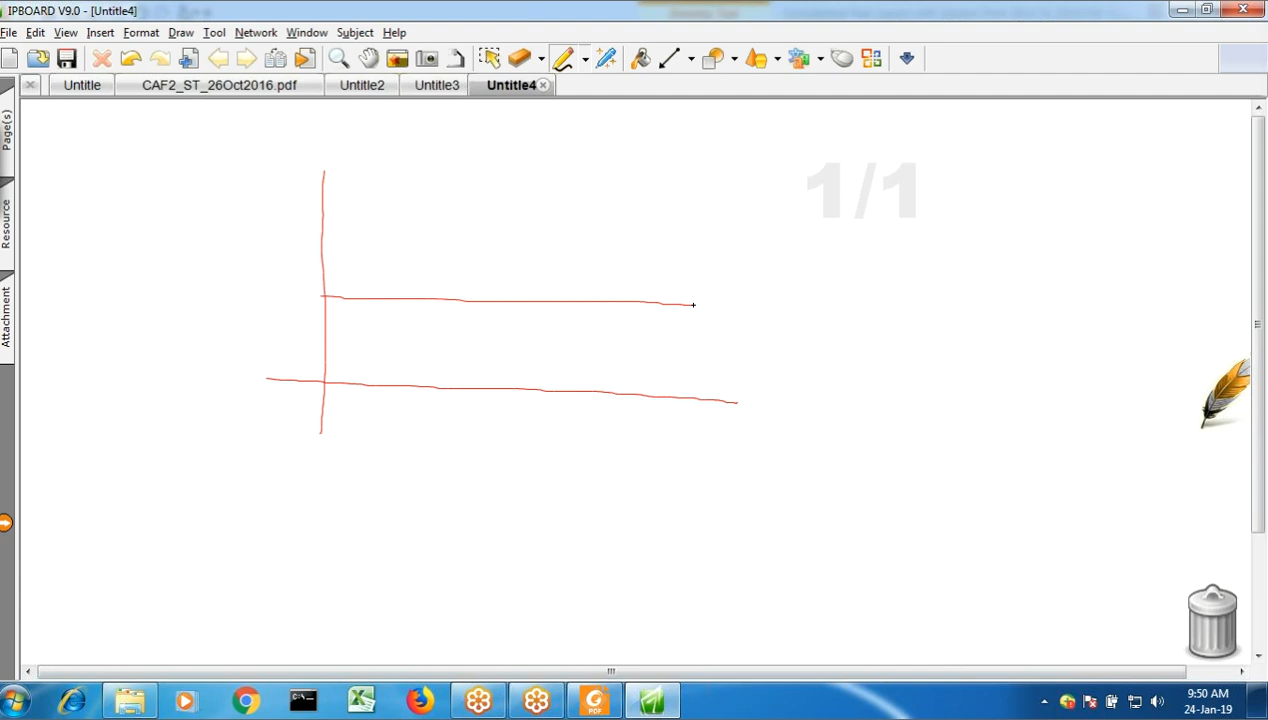 IPBOARD V9.0 - [Untitle4]
File Edit View Insert Format Draw Tool Network Window Subject Help
Untitle CAF2_ST_26Oct2016.pdf Untitle2 Untitle3 Untitle4
Page(s)
Resource
Attachment
1/1
PDF
9:50 AM
24-Jan-19